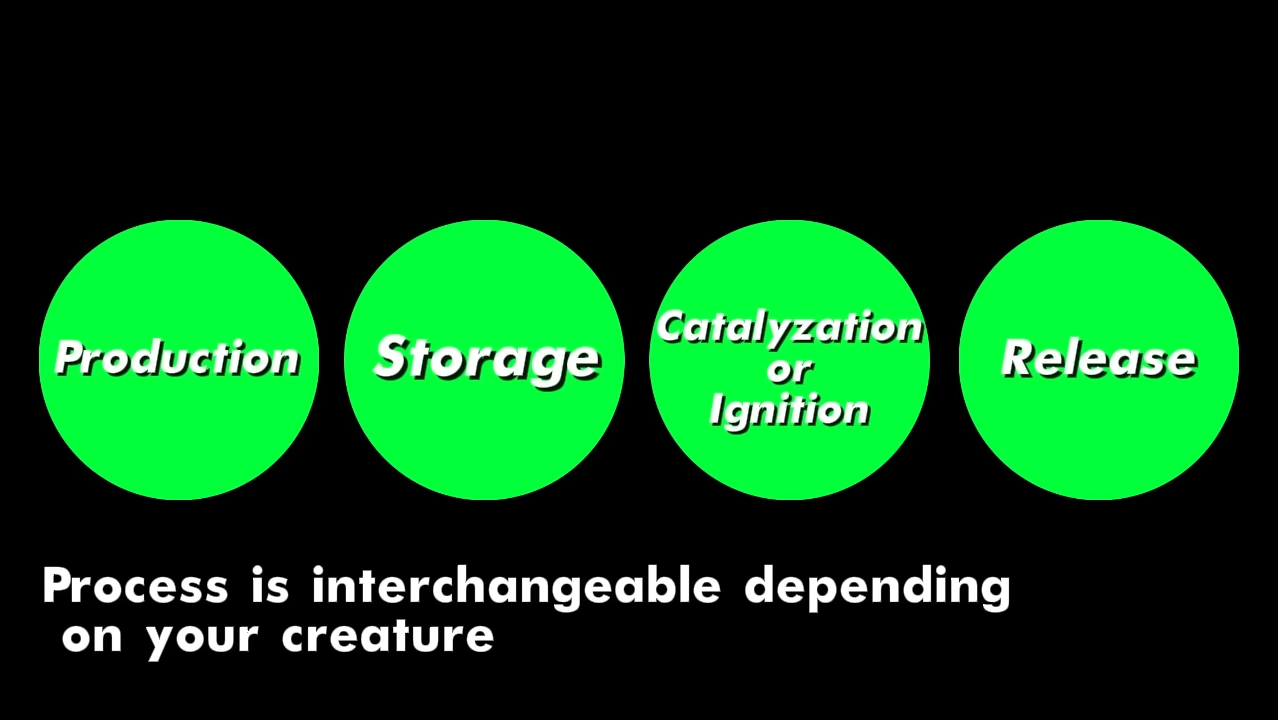 Production
Storage
Catalyzation
or
Ignition
Release
Process is interchangeable depending
on your creature